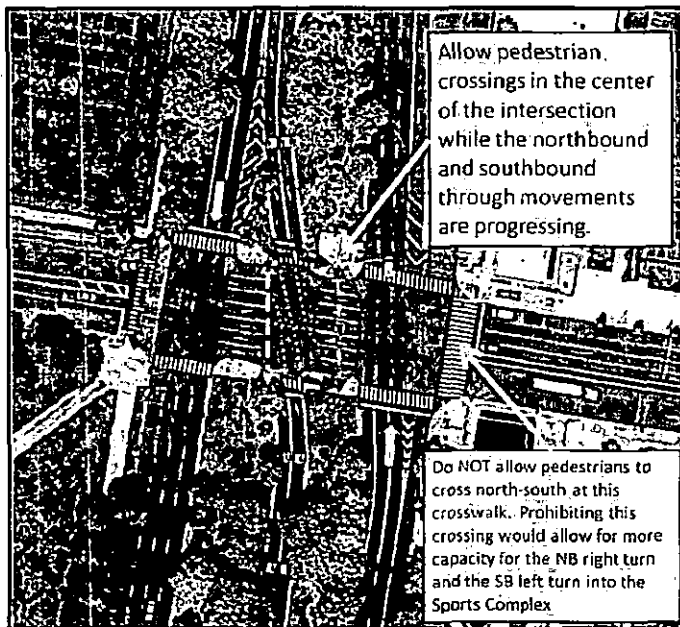 Allow pedestrian
crossings in the center
of the intersection
while the northbound
and southbound
through movements
are progressing.
Do NOT allow pedestrians to
cross north-south at this
crosswalk. Prohibiting this
crossing would allow for more
capacity for the NB right turn
and the SB left turn into the
Sports Complex